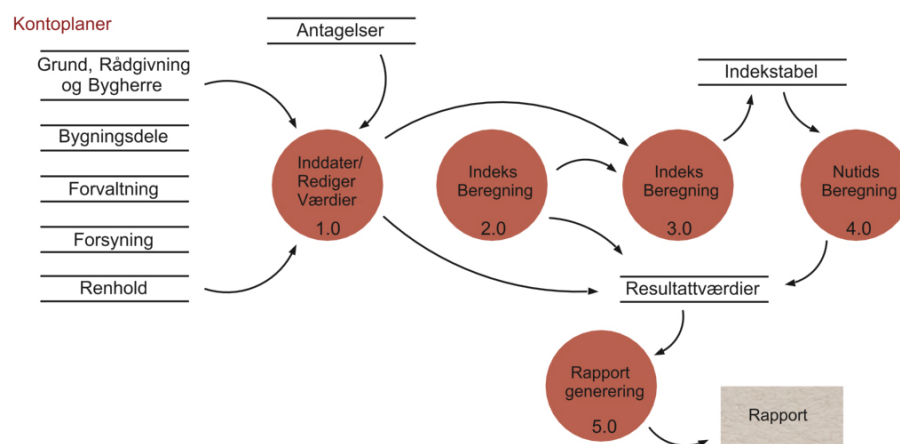 Kontoplaner
Grund, Rådgivning
og Bygherre
Bygningsdele
Forvaltning
Forsyning
Renhold
Antagelser
Inddater/
Rediger
Værdier
1.0
Indeks
Beregning
2.0
Indeks
Beregning
3.0
Indekstabel
Nutids
Beregning
4.0
Resultattværdier
Rapport
generering
5.0
Rapport